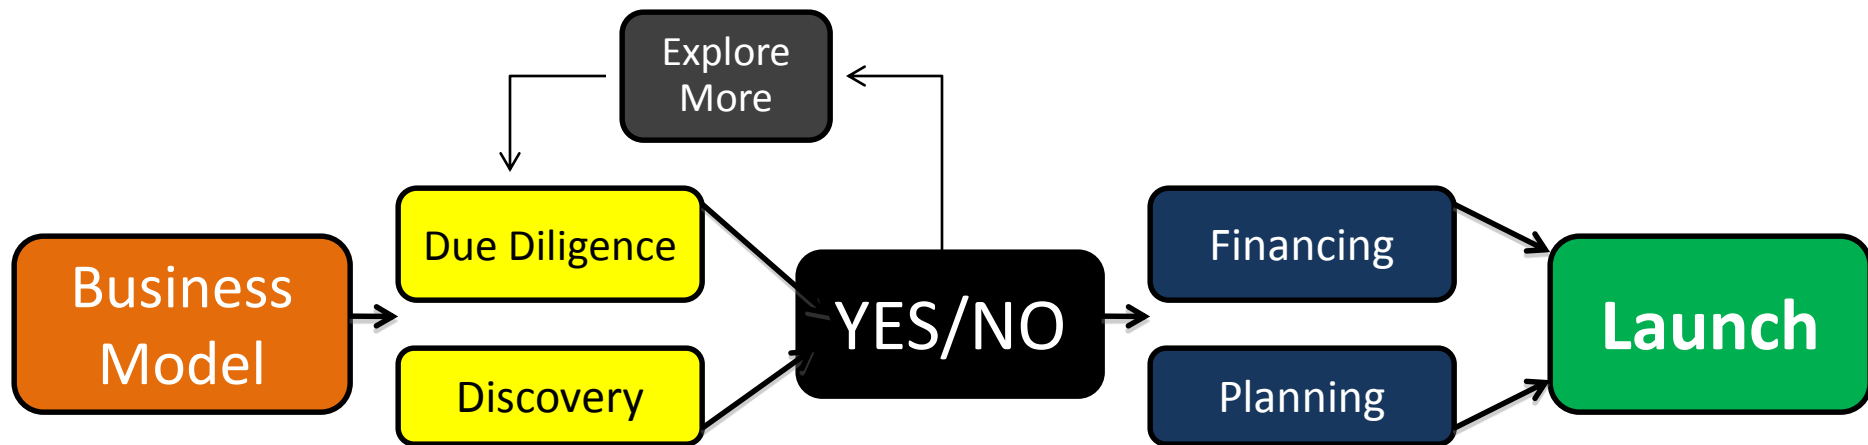 Explore
More
Business
Model
Due Diligence
Discovery
YES/NO
Financing
Planning
Launch